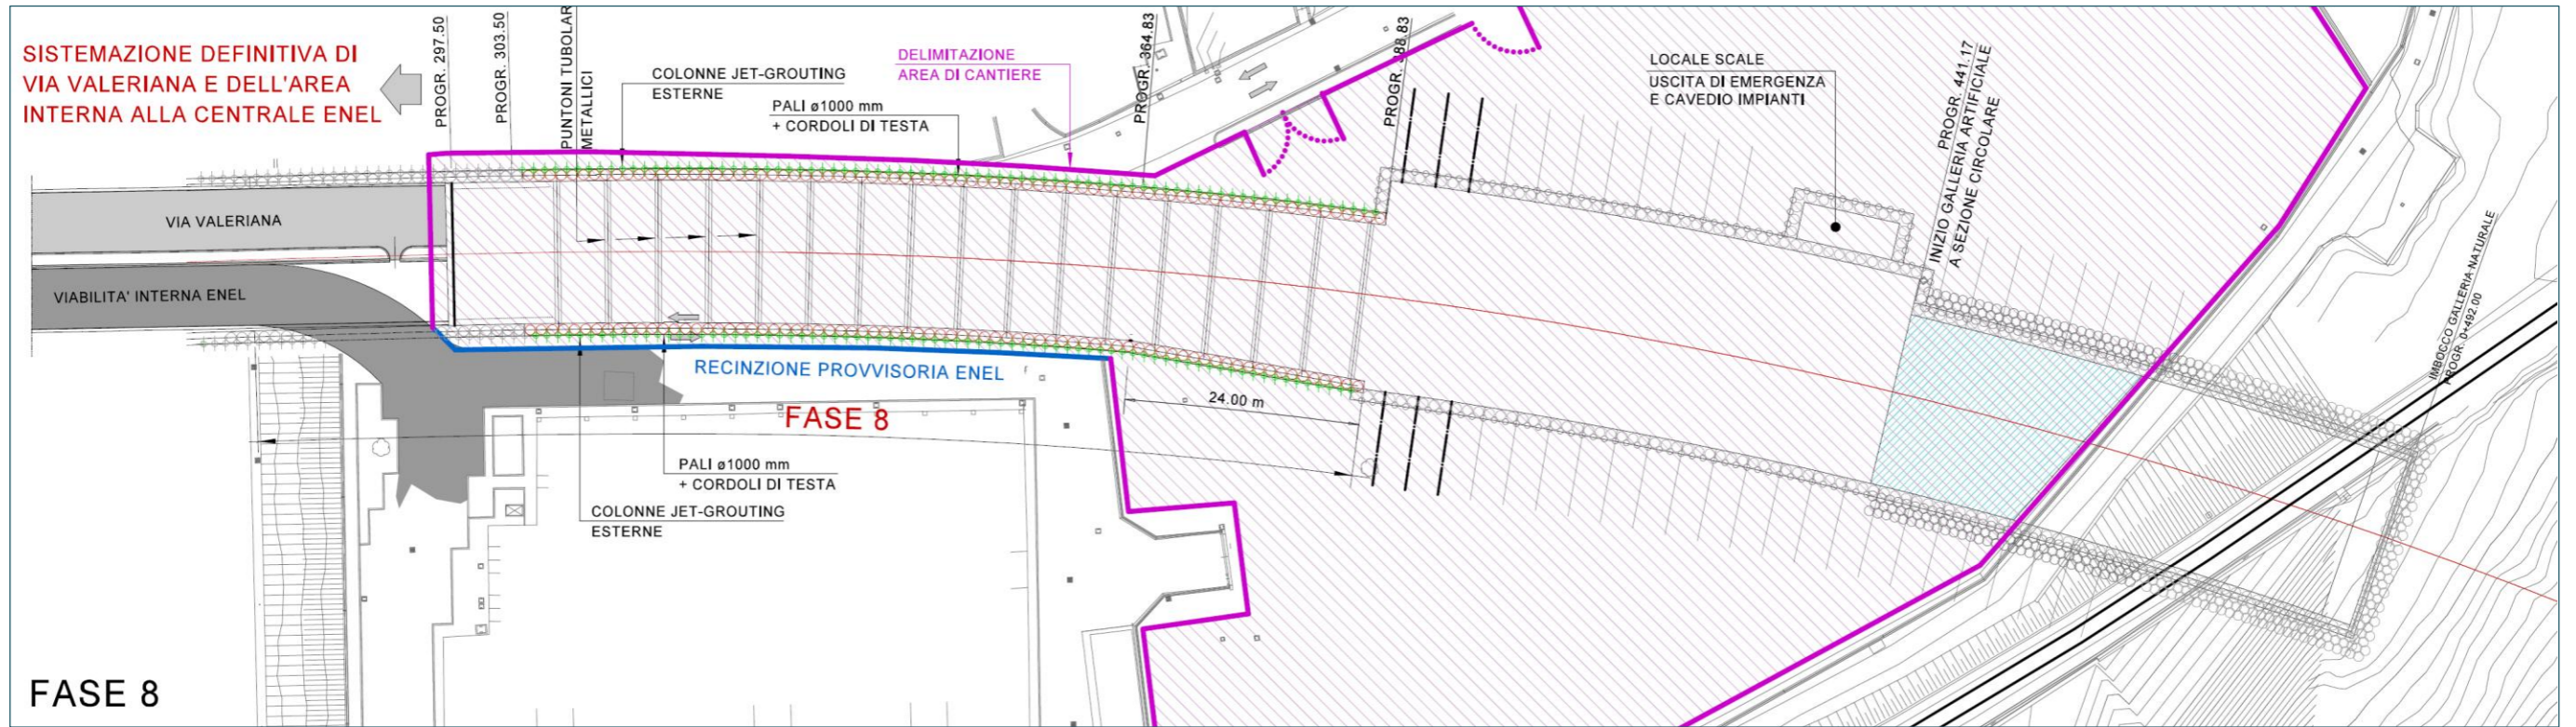 SISTEMAZIONE DEFINITIVA DI
VIA VALERIANA E DELL'AREA
INTERNA ALLA CENTRALE ENEL
PROGR. 297.50
PROGR. 303.50
PUNTONI TUBOLAR
METALLICI
COLONNE JET-GROUTING
ESTERNE
PALI ø1000 mm
+ CORDOLI DI TESTA
DELIMITAZIONE
AREA DI CANTIERE
PROGR. 364.83
PROGR. 388.83
LOCALE SCALE
USCITA DI EMERGENZA
E CAVEDIO IMPIANTI
PROGR. 441.17
INIZIO GALLERIA ARTIFICIALE
A SEZIONE CIRCOLARE
IMBOCCO GALLERIA NATURALE
PROGR. 0+492.00
VIA VALERIANA
VIABILITA' INTERNA ENEL
RECINZIONE PROVVISORIA ENEL
24.00 m
FASE 8
PALI ø1000 mm
+ CORDOLI DI TESTA
COLONNE JET-GROUTING
ESTERNE
FASE 8